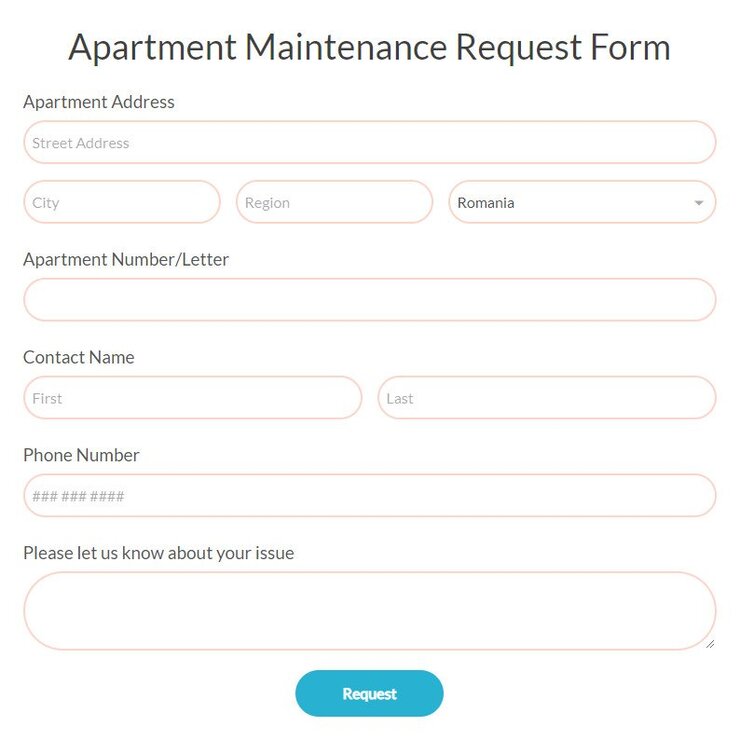 Apartment Maintenance Request Form
Apartment Address
Street Address
City Region Romania
Apartment Number/Letter
Contact Name
First Last
Phone Number
### ### ####
Please let us know about your issue
Request